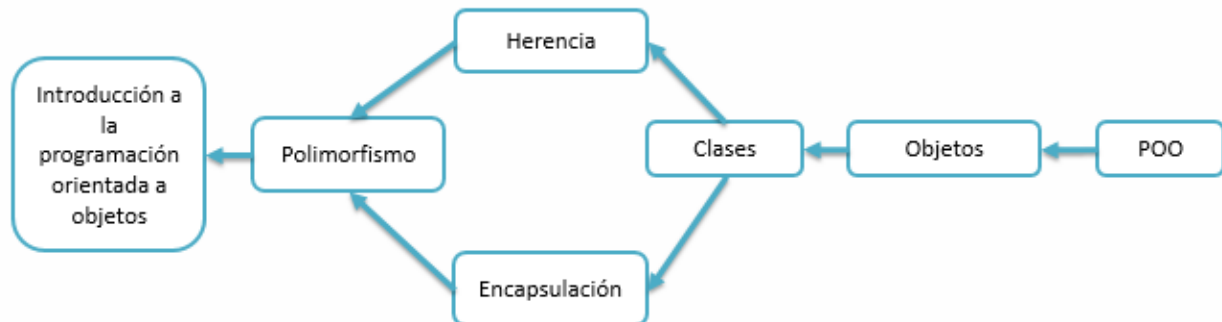 Herencia
Introducción a
la
programación
orientada a
objetos
Polimorfismo
Clases
Objetos
POO
Encapsulación